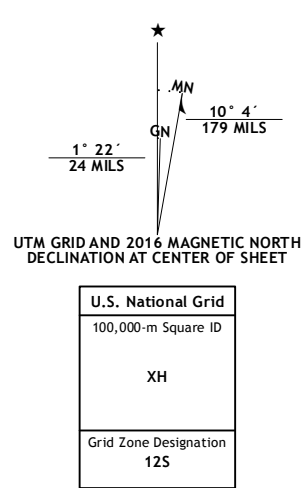 ★
MN
GN
10° 4´
179 MILS
1° 22´
24 MILS
UTM GRID AND 2016 MAGNETIC NORTH
DECLINATION AT CENTER OF SHEET
U.S. National Grid
100,000-m Square ID
XH
Grid Zone Designation
12S